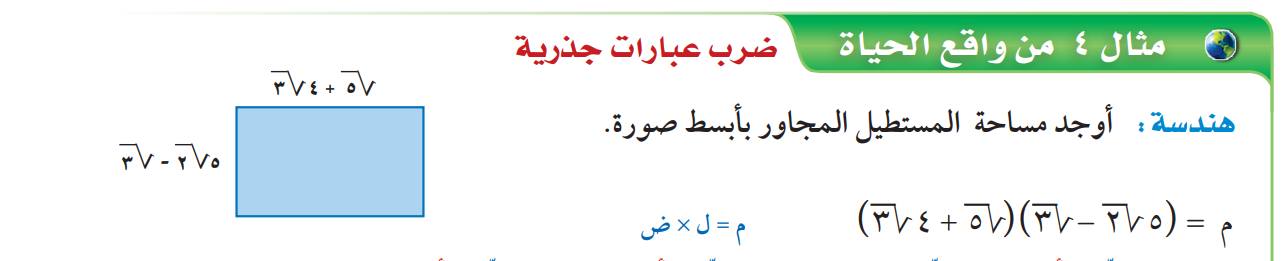 مثال ٤ من واقع الحياة ضرب عبارات جذرية
√٥ + ٤√٣
هندسة : أوجد مساحة المستطيل المجاور بأبسط صورة.
٥√٢ - √٣
م = (٥√٢ – √٣)(√٥ + ٤√٣) م = ل × ض